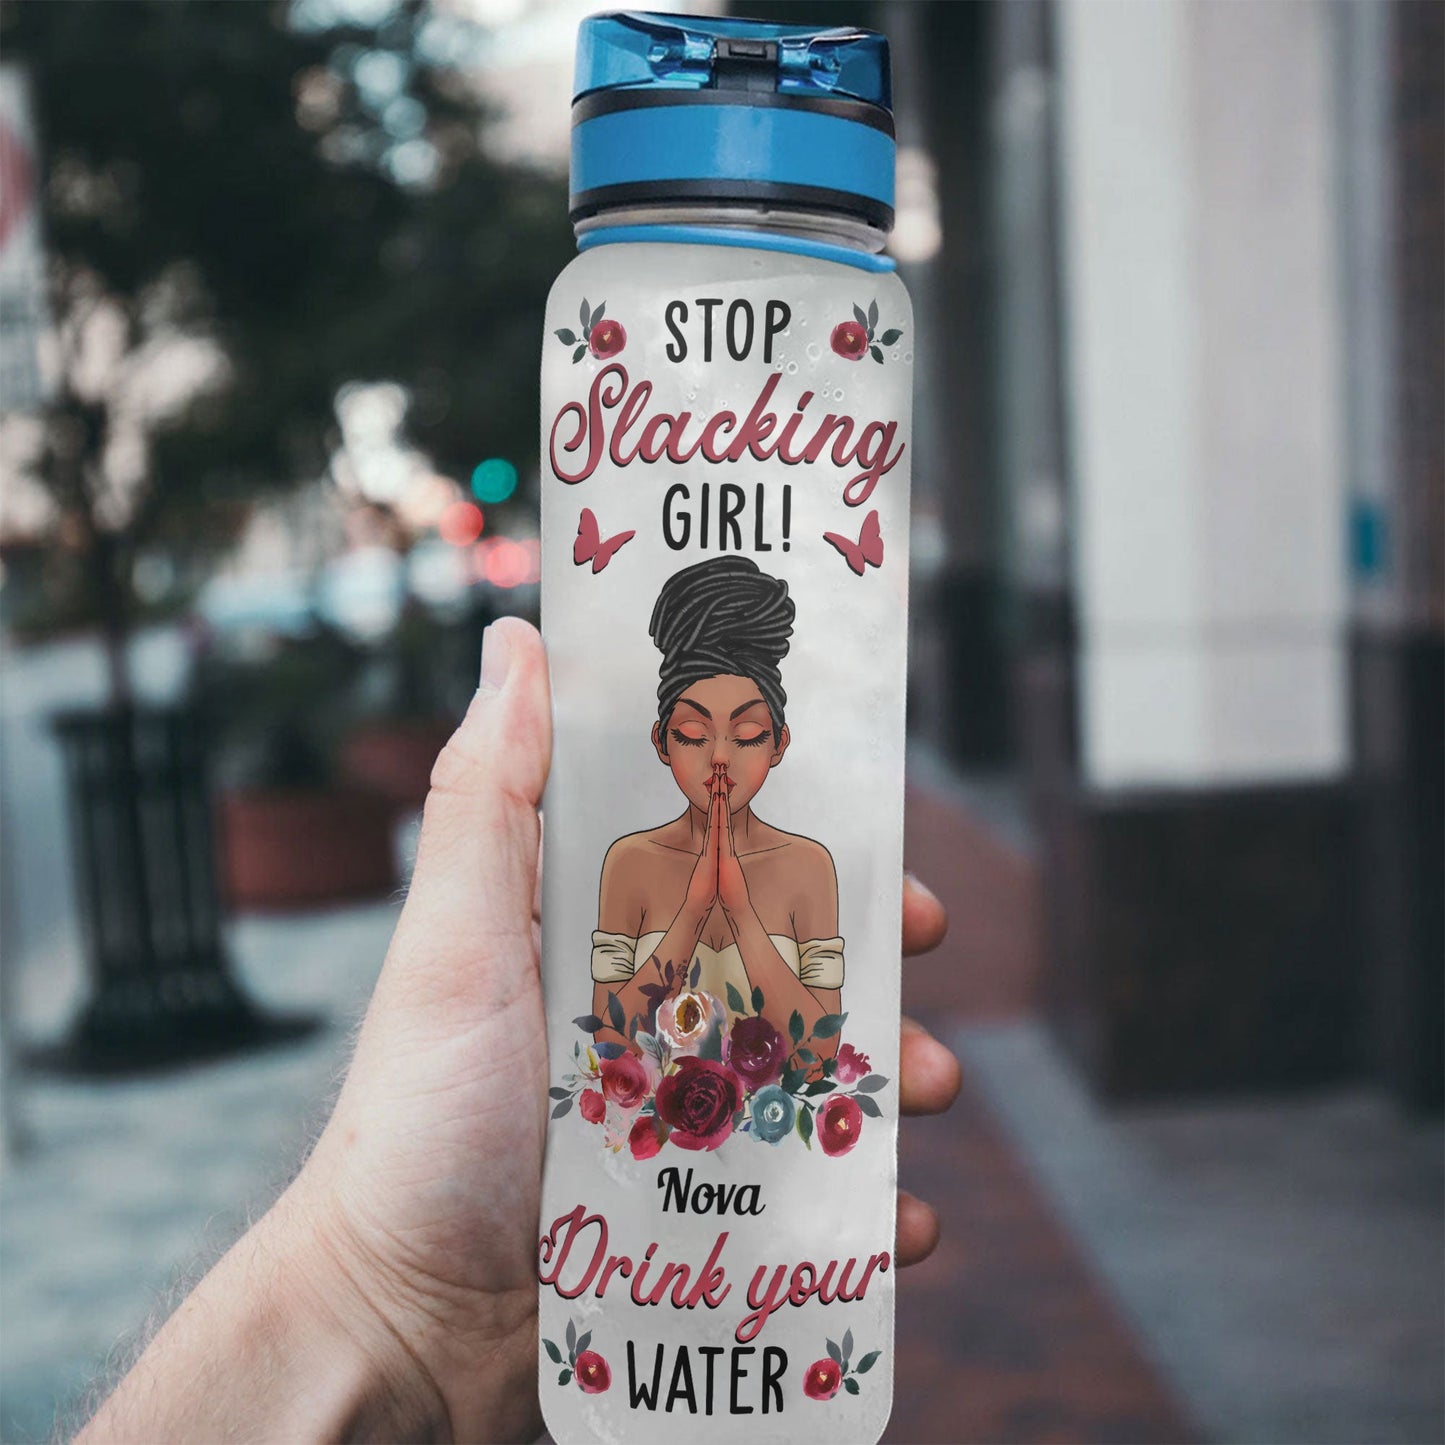 STOP
Slacking
GIRL!
Nova
Drink your
WATER